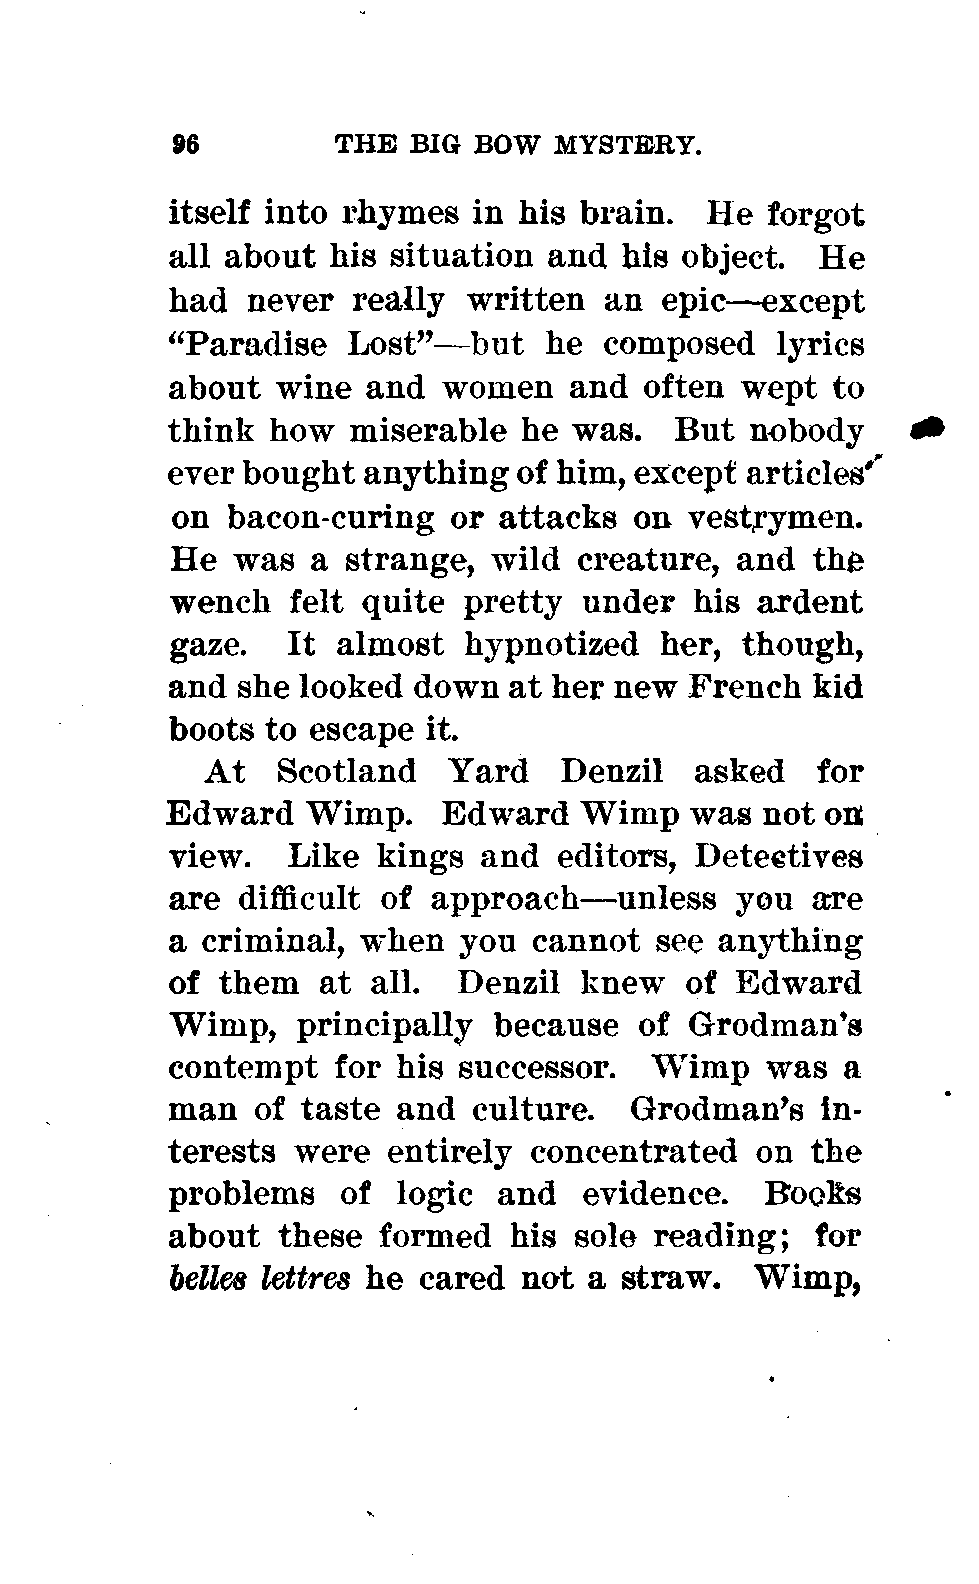 96 THE BIG BOW MYSTERY.
itself into rhymes in his brain. He forgot
all about his situation and his object. He
had never really written an epic—except
“Paradise Lost”—but he composed lyrics
about wine and women and often wept to
think how miserable he was. But nobody
ever bought anything of him, except articles
on bacon-curing or attacks on vestrymen.
He was a strange, wild creature, and the
wench felt quite pretty under his ardent
gaze. It almost hypnotized her, though,
and she looked down at her new French kid
boots to escape it.
At Scotland Yard Denzil asked for
Edward Wimp. Edward Wimp was not on
view. Like kings and editors, Detectives
are difficult of approach—unless you are
a criminal, when you cannot see anything
of them at all. Denzil knew of Edward
Wimp, principally because of Grodman’s
contempt for his successor. Wimp was a
man of taste and culture. Grodman’s in-
terests were entirely concentrated on the
problems of logic and evidence. Books
about these formed his sole reading; for
belles lettres he cared not a straw. Wimp,